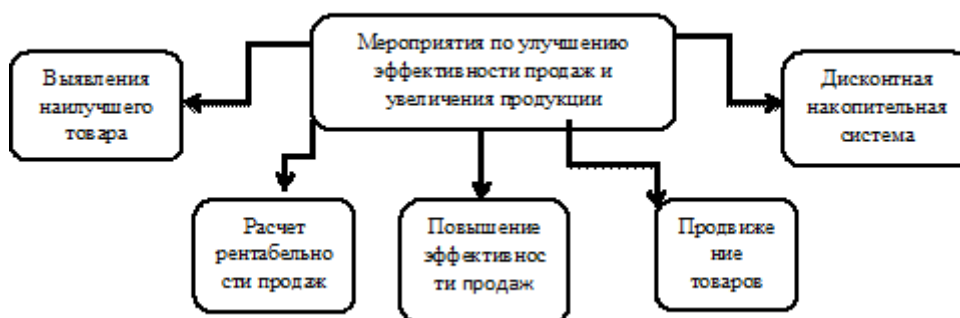 Мероприятия по улучшению
эффективности продаж и
увеличения продукции
Выявления
наилучшего
товара
Дисконтная
накопительная
система
Расчет
рентабельно
сти продаж
Повышение
эффективнос
ти продаж
Продвиже
ние
товаров